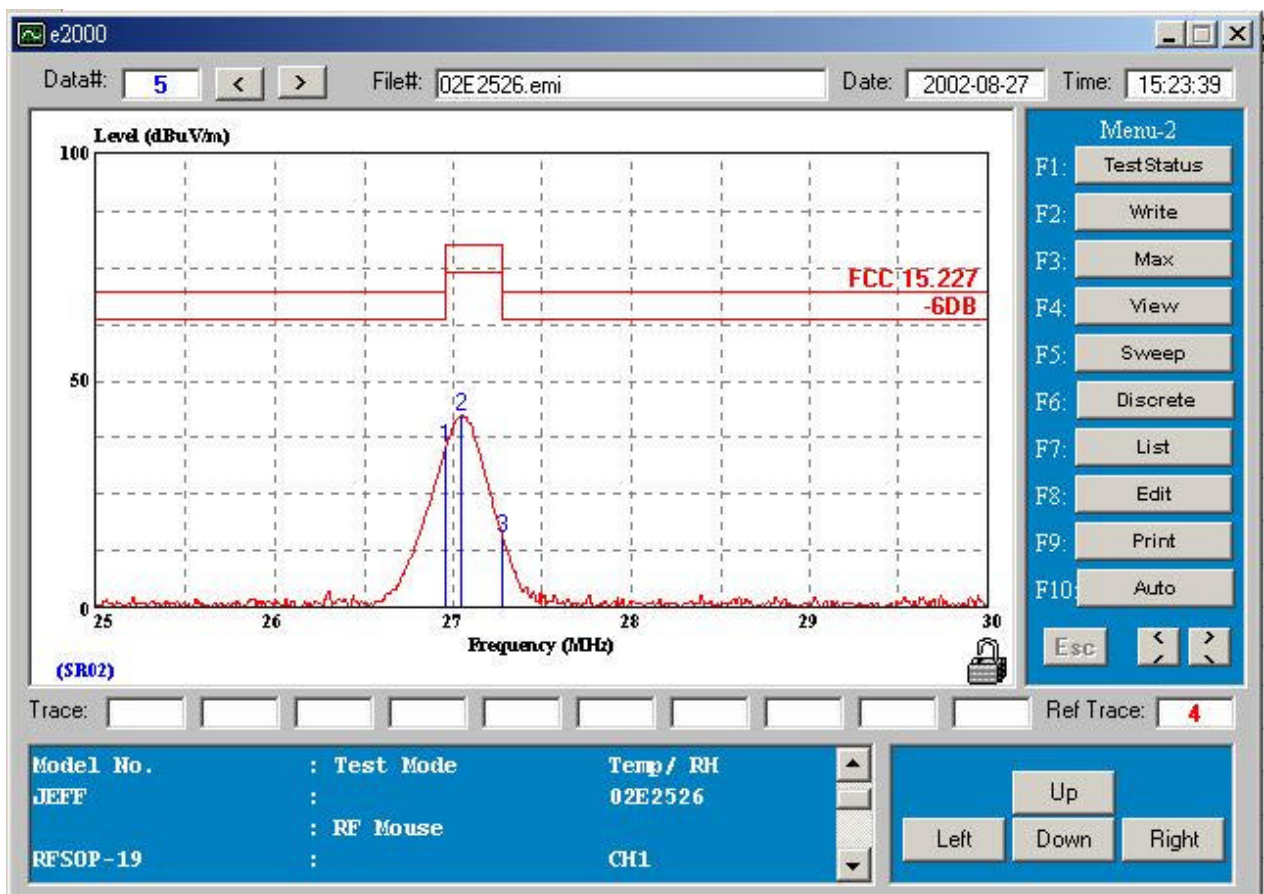 e2000
Data#: 5 < > File#: 02E2526.emi Date: 2002-08-27 Time: 15:23:39
Level (dBuV/m)
100
50
0
FCC 15.227
-6DB
1
2
3
25 26 27 28 29 30
Frequency (MHz)
(SR02)
Menu-2
F1: TestStatus
F2: Write
F3: Max
F4: View
F5: Sweep
F6: Discrete
F7: List
F8: Edit
F9: Print
F10: Auto
Esc
Trace: Ref Trace: 4
Model No. : Test Mode Temp/ RH
JEFF : 02E2526
: RF Mouse
RFSOP-19 : CH1
Up
Left Down Right